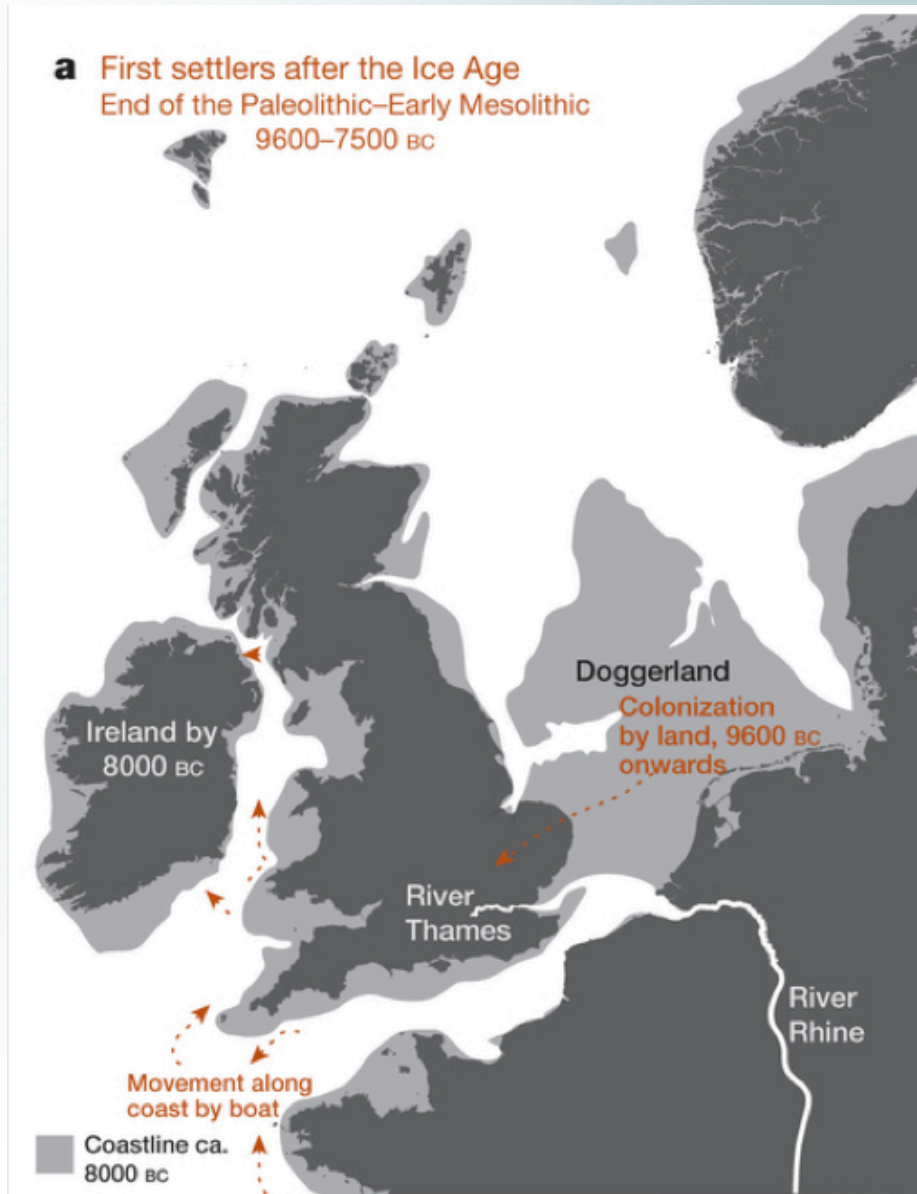 a First settlers after the Ice Age
End of the Paleolithic–Early Mesolithic
9600–7500 BC
Doggerland
Colonization
by land, 9600 BC
onwards
Ireland by
8000 BC
River
Thames
River
Rhine
Movement along
coast by boat
Coastline ca.
8000 BC